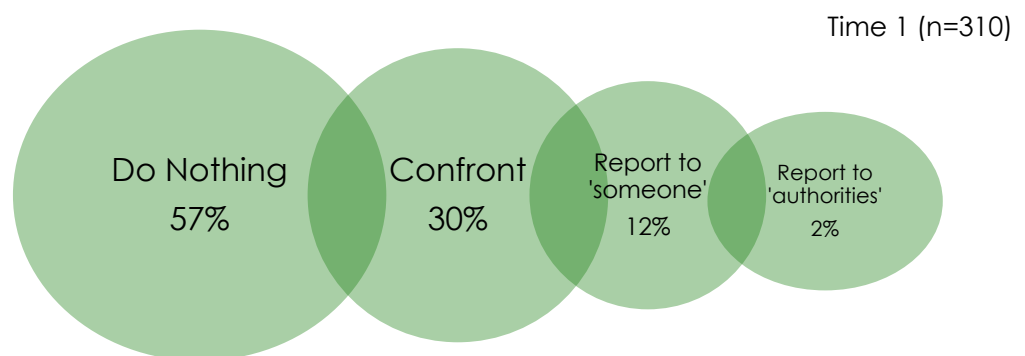 Time 1 (n=310)
Do Nothing
57%
Confront
30%
Report to
'someone'
12%
Report to
'authorities'
2%